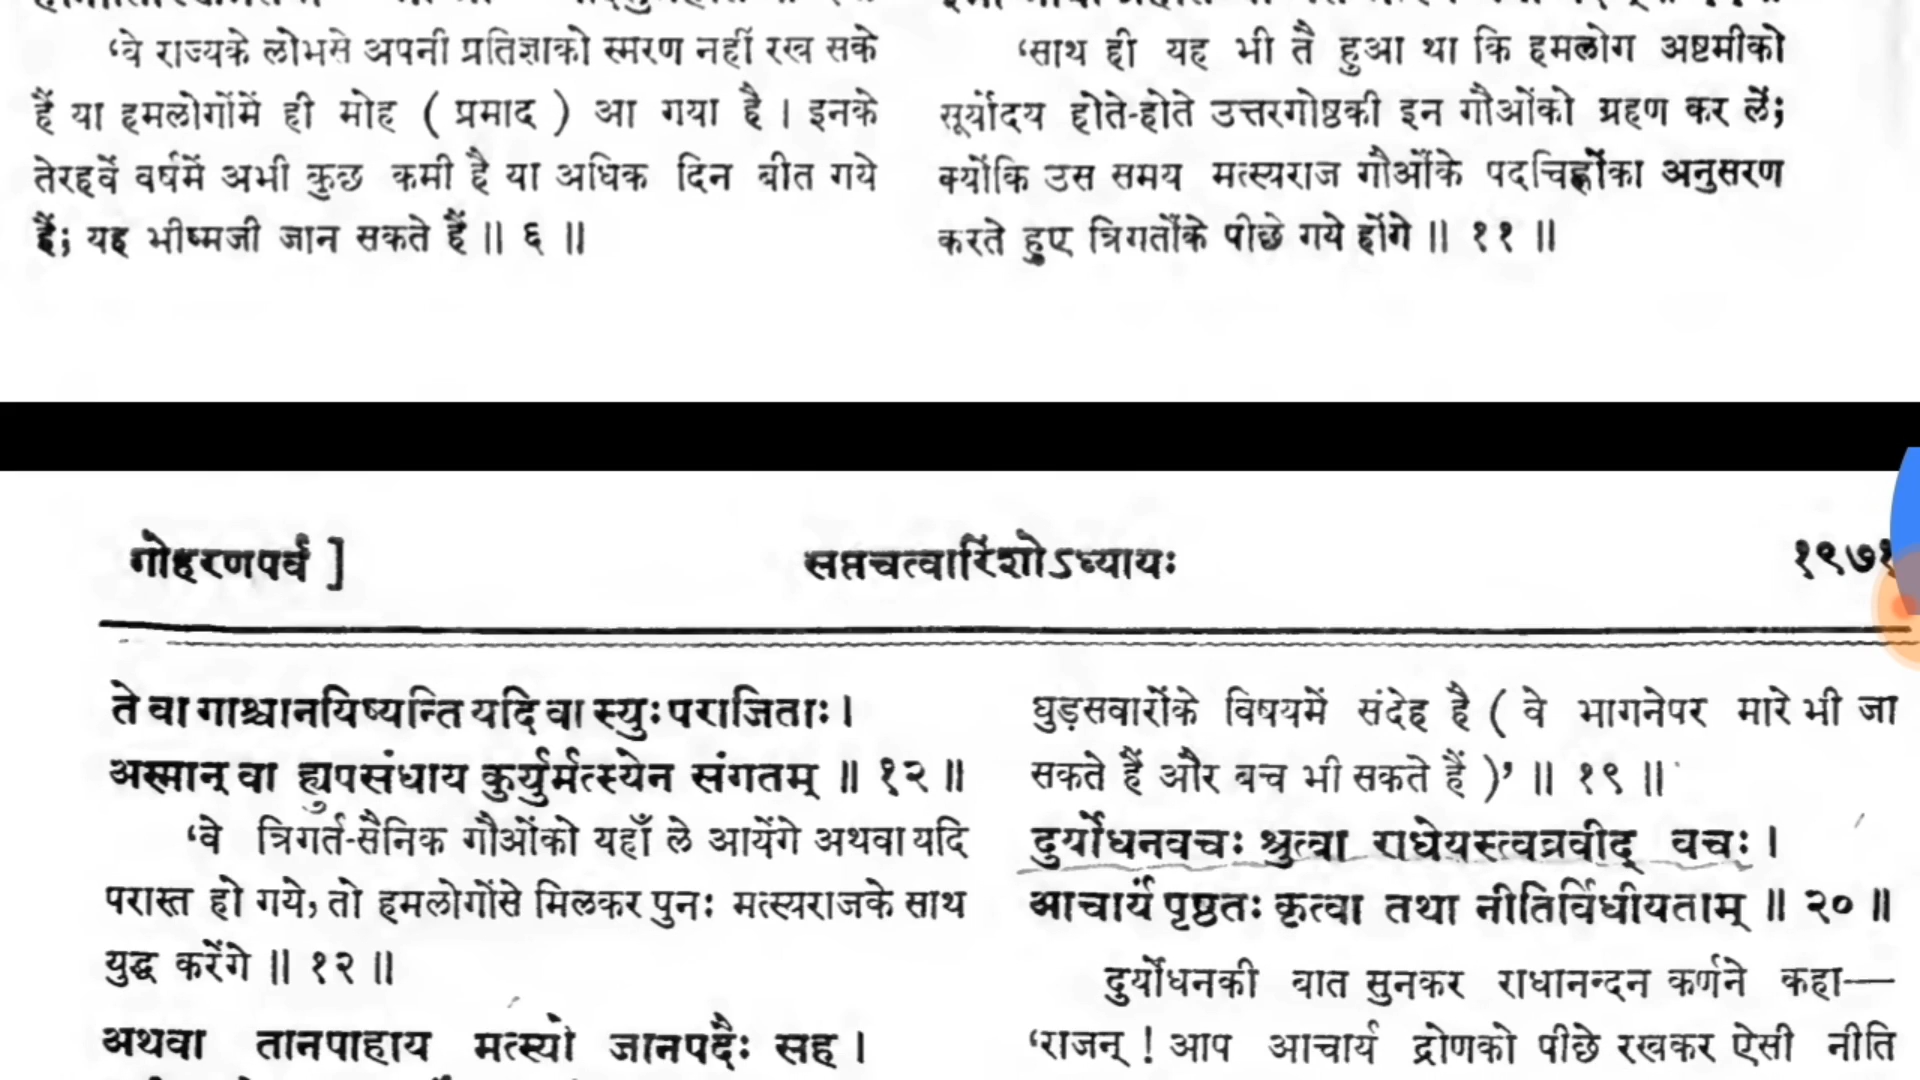 ‘वे राज्यके लोभसे अपनी प्रतिज्ञाको स्मरण नहीं रख सके
हैं या हमलोगोंमें ही मोह ( प्रमाद ) आ गया है । इनके
तेरहवें वर्षमें अभी कुछ कमी है या अधिक दिन बीत गये
हैं; यह भीष्मजी जान सकते हैं ॥ ६ ॥
‘साथ ही यह भी तै हुआ था कि हमलोग अष्टमीको
सूर्योदय होते-होते उत्तरगोष्ठकी इन गौओंको ग्रहण कर लें;
क्योंकि उस समय मत्स्यराज गौओंके पदचिह्नोंका अनुसरण
करते हुए त्रिगर्तोंके पीछे गये होंगे ॥ ११ ॥
गोहरणपर्व ]
सप्तचत्वारिंशोऽध्यायः
१९७१
ते वा गाश्चानयिष्यन्ति यदि वा स्युः पराजिताः ।
अस्मान् वा ह्युपसंधाय कुर्युर्मत्स्येन संगतम् ॥ १२ ॥
‘वे त्रिगर्त-सैनिक गौओंको यहाँ ले आयेंगे अथवा यदि
परास्त हो गये, तो हमलोगोंसे मिलकर पुनः मत्स्यराजके साथ
युद्ध करेंगे ॥ १२ ॥
अथवा तानपाहाय मत्स्यो जानपदैः सह ।
घुड़सवारोंके विषयमें संदेह है ( वे भागनेपर मारे भी जा
सकते हैं और बच भी सकते हैं )’ ॥ १९ ॥
दुर्योधनवचः श्रुत्वा राधेयस्त्वब्रवीद् वचः ।
आचार्यं पृष्ठतः कृत्वा तथा नीतिर्विधीयताम् ॥ २० ॥
दुर्योधनकी बात सुनकर राधानन्दन कर्णने कहा—
‘राजन् ! आप आचार्य द्रोणको पीछे रखकर ऐसी नीति